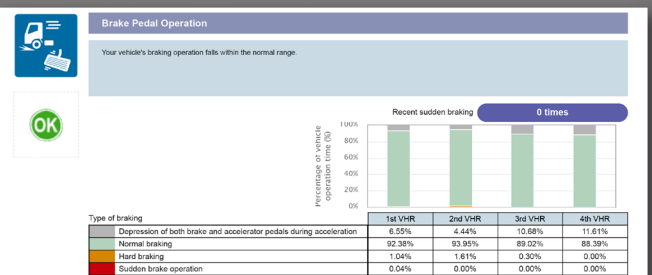 Brake Pedal Operation
Your vehicle's braking operation falls within the normal range.
OK
Recent sudden braking 0 times
Percentage of vehicle operation time (%)
100%
80%
60%
40%
20%
0%
Type of braking 1st VHR 2nd VHR 3rd VHR 4th VHR
Depression of both brake and accelerator pedals during acceleration 6.55% 4.44% 10.68% 11.61%
Normal braking 92.38% 93.95% 89.02% 88.39%
Hard braking 1.04% 1.61% 0.30% 0.00%
Sudden brake operation 0.04% 0.00% 0.00% 0.00%